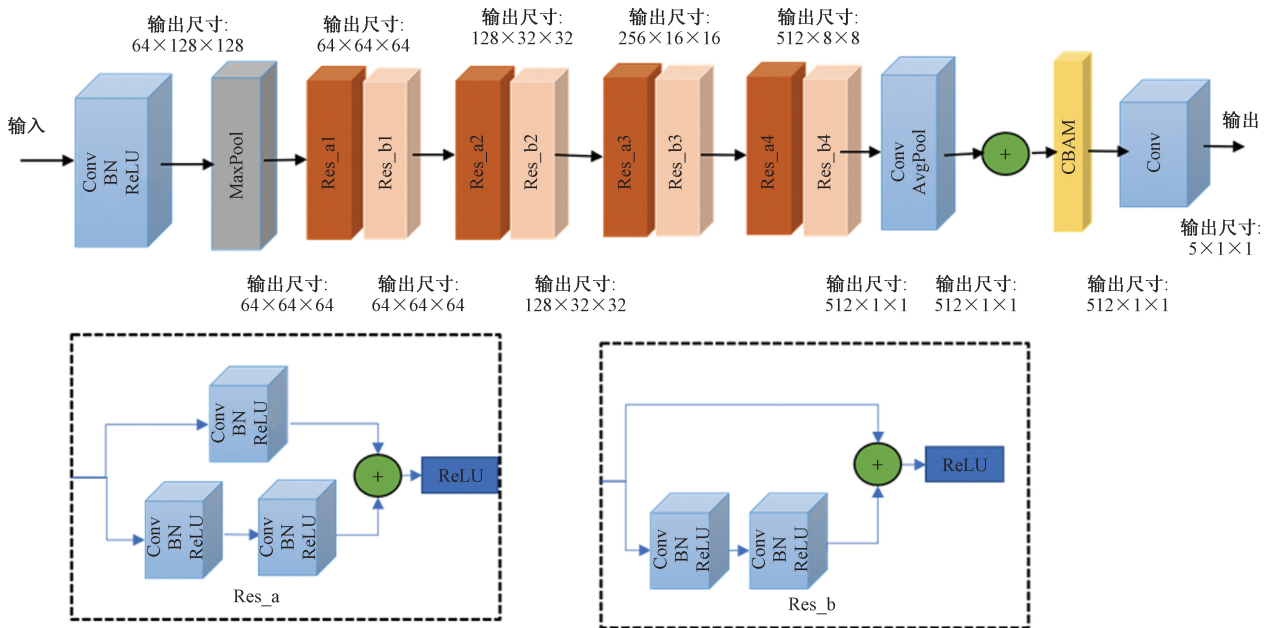 输出尺寸:
64×128×128
输出尺寸:
64×64×64
输出尺寸:
128×32×32
输出尺寸:
256×16×16
输出尺寸:
512×8×8
输入
Conv
BN
ReLU
MaxPool
Res_a1
Res_b1
Res_a2
Res_b2
Res_a3
Res_b3
Res_a4
Res_b4
Conv
AvgPool
+
CBAM
Conv
输出
输出尺寸:
5×1×1
输出尺寸:
64×64×64
输出尺寸:
64×64×64
输出尺寸:
128×32×32
输出尺寸:
512×1×1
输出尺寸:
512×1×1
输出尺寸:
512×1×1
Conv
BN
ReLU
Conv
BN
ReLU
Conv
BN
ReLU
+
ReLU
Res_a
Conv
BN
ReLU
Conv
BN
ReLU
+
ReLU
Res_b